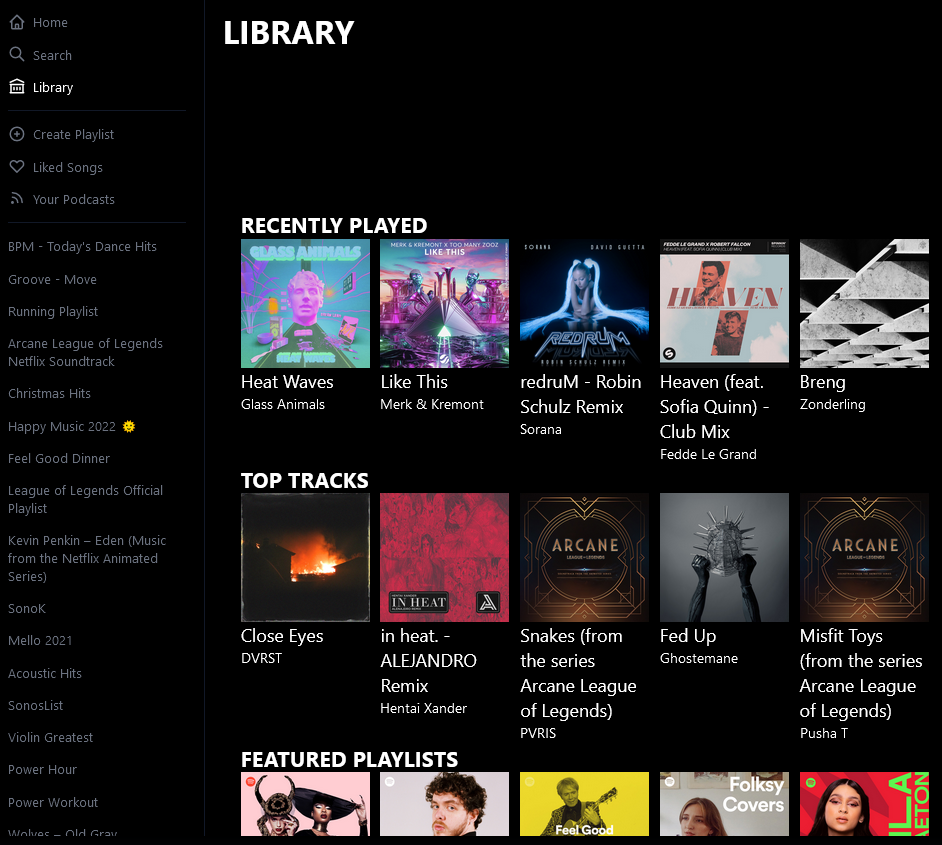 Home
Search
Library
Create Playlist
Liked Songs
Your Podcasts
BPM - Today's Dance Hits
Groove - Move
Running Playlist
Arcane League of Legends
Netflix Soundtrack
Christmas Hits
Happy Music 2022 🌞
Feel Good Dinner
League of Legends Official
Playlist
Kevin Penkin – Eden (Music
from the Netflix Animated
Series)
SonoK
Mello 2021
Acoustic Hits
SonosList
Violin Greatest
Power Hour
Power Workout
Wolves – Old Gray
LIBRARY
RECENTLY PLAYED
GLASS ANIMALS
HEAT WAVES
Heat Waves
Glass Animals
MERK & KREMONT X TOO MANY ZOOZ
LIKE THIS
Like This
Merk & Kremont
SORANA DAVID GUETTA
REDRUM
ROBIN SCHULZ REMIX
redruM - Robin
Schulz Remix
Sorana
FEDDE LE GRAND X ROBERT FALCON
HEAVEN (FEAT. SOFIA QUINN) (CLUB MIX)
HEAVEN
Heaven (feat.
Sofia Quinn) -
Club Mix
Fedde Le Grand
Breng
Zonderling
TOP TRACKS
Close Eyes
DVRST
IN HEAT
in heat. -
ALEJANDRO
Remix
Hentai Xander
ARCANE
LEAGUE OF LEGENDS
Snakes (from
the series
Arcane League
of Legends)
PVRIS
Fed Up
Ghostemane
ARCANE
LEAGUE OF LEGENDS
Misfit Toys
(from the series
Arcane League
of Legends)
Pusha T
FEATURED PLAYLISTS
Feel Good
Folksy
Covers